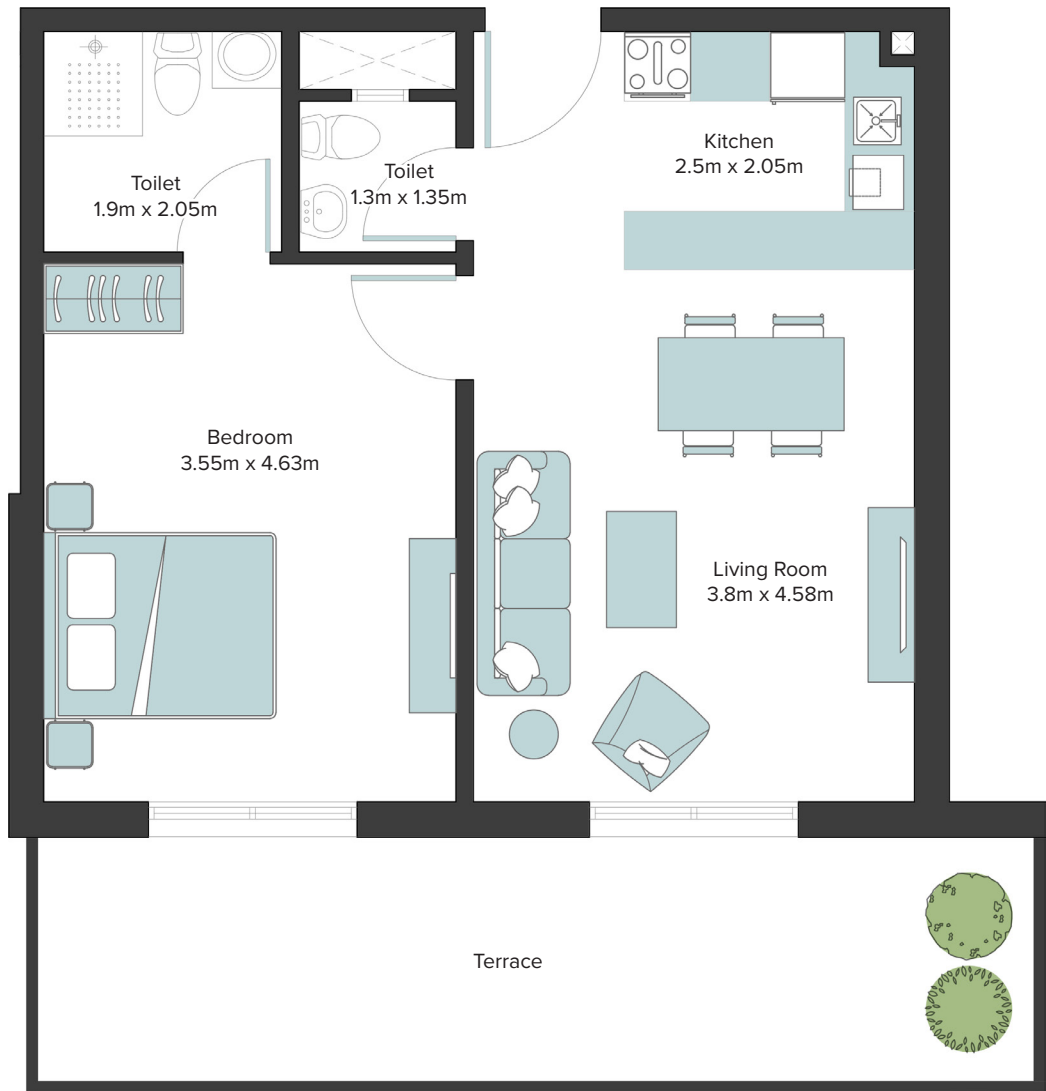 Toilet
1.9m x 2.05m
Toilet
1.3m x 1.35m
Kitchen
2.5m x 2.05m
Bedroom
3.55m x 4.63m
Living Room
3.8m x 4.58m
Terrace